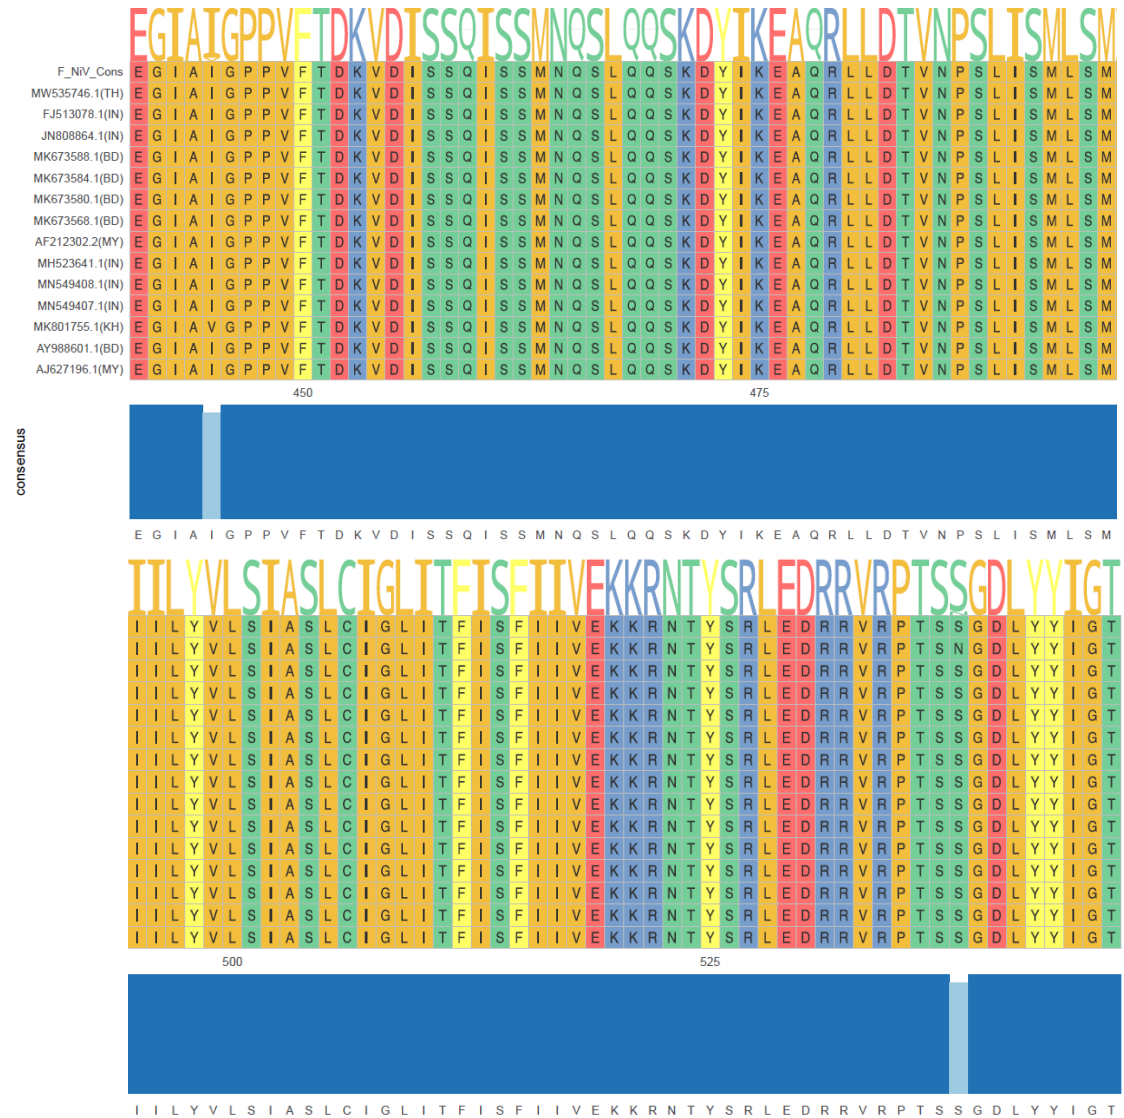 EGIAIGPPVFTDKVDISSQISSMNQSLQQSKDYIKEAQRLLDTVNPSLISMLSM
F_NiV_Cons E G I A I G P P V F T D K V D I S S Q I S S M N Q S L Q Q S K D Y I K E A Q R L L D T V N P S L I S M L S M
MW535746.1(TH) E G I A I G P P V F T D K V D I S S Q I S S M N Q S L Q Q S K D Y I K E A Q R L L D T V N P S L I S M L S M
FJ513078.1(IN) E G I A I G P P V F T D K V D I S S Q I S S M N Q S L Q Q S K D Y I K E A Q R L L D T V N P S L I S M L S M
JN808864.1(IN) E G I A I G P P V F T D K V D I S S Q I S S M N Q S L Q Q S K D Y I K E A Q R L L D T V N P S L I S M L S M
MK673588.1(BD) E G I A I G P P V F T D K V D I S S Q I S S M N Q S L Q Q S K D Y I K E A Q R L L D T V N P S L I S M L S M
MK673584.1(BD) E G I A I G P P V F T D K V D I S S Q I S S M N Q S L Q Q S K D Y I K E A Q R L L D T V N P S L I S M L S M
MK673580.1(BD) E G I A I G P P V F T D K V D I S S Q I S S M N Q S L Q Q S K D Y I K E A Q R L L D T V N P S L I S M L S M
MK673568.1(BD) E G I A I G P P V F T D K V D I S S Q I S S M N Q S L Q Q S K D Y I K E A Q R L L D T V N P S L I S M L S M
AF212302.2(MY) E G I A I G P P V F T D K V D I S S Q I S S M N Q S L Q Q S K D Y I K E A Q R L L D T V N P S L I S M L S M
MH523641.1(IN) E G I A I G P P V F T D K V D I S S Q I S S M N Q S L Q Q S K D Y I K E A Q R L L D T V N P S L I S M L S M
MN549408.1(IN) E G I A I G P P V F T D K V D I S S Q I S S M N Q S L Q Q S K D Y I K E A Q R L L D T V N P S L I S M L S M
MN549407.1(IN) E G I A I G P P V F T D K V D I S S Q I S S M N Q S L Q Q S K D Y I K E A Q R L L D T V N P S L I S M L S M
MK801755.1(KH) E G I A V G P P V F T D K V D I S S Q I S S M N Q S L Q Q S K D Y I K E A Q R L L D T V N P S L I S M L S M
AY988601.1(BD) E G I A I G P P V F T D K V D I S S Q I S S M N Q S L Q Q S K D Y I K E A Q R L L D T V N P S L I S M L S M
AJ627196.1(MY) E G I A I G P P V F T D K V D I S S Q I S S M N Q S L Q Q S K D Y I K E A Q R L L D T V N P S L I S M L S M
450 475
consensus
E G I A I G P P V F T D K V D I S S Q I S S M N Q S L Q Q S K D Y I K E A Q R L L D T V N P S L I S M L S M
IILYVLSIASLCIGLITFISFIIVEKKRNTYSRLEDRRVRPTSSGDLYYIGT
I I L Y V L S I A S L C I G L I T F I S F I I V E K K R N T Y S R L E D R R V R P T S S G D L Y Y I G T
I I L Y V L S I A S L C I G L I T F I S F I I V E K K R N T Y S R L E D R R V R P T S N G D L Y Y I G T
I I L Y V L S I A S L C I G L I T F I S F I I V E K K R N T Y S R L E D R R V R P T S S G D L Y Y I G T
I I L Y V L S I A S L C I G L I T F I S F I I V E K K R N T Y S R L E D R R V R P T S S G D L Y Y I G T
I I L Y V L S I A S L C I G L I T F I S F I I V E K K R N T Y S R L E D R R V R P T S S G D L Y Y I G T
I I L Y V L S I A S L C I G L I T F I S F I I V E K K R N T Y S R L E D R R V R P T S S G D L Y Y I G T
I I L Y V L S I A S L C I G L I T F I S F I I V E K K R N T Y S R L E D R R V R P T S S G D L Y Y I G T
I I L Y V L S I A S L C I G L I T F I S F I I V E K K R N T Y S R L E D R R V R P T S S G D L Y Y I G T
I I L Y V L S I A S L C I G L I T F I S F I I V E K K R N T Y S R L E D R R V R P T S S G D L Y Y I G T
I I L Y V L S I A S L C I G L I T F I S F I I V E K K R N T Y S R L E D R R V R P T S S G D L Y Y I G T
I I L Y V L S I A S L C I G L I T F I S F I I V E K K R N T Y S R L E D R R V R P T S S G D L Y Y I G T
I I L Y V L S I A S L C I G L I T F I S F I I V E K K R N T Y S R L E D R R V R P T S S G D L Y Y I G T
I I L Y V L S I A S L C I G L I T F I S F I I V E K K R N T Y S R L E D R R V R P T S S G D L Y Y I G T
I I L Y V L S I A S L C I G L I T F I S F I I V E K K R N T Y S R L E D R R V R P T S S G D L Y Y I G T
I I L Y V L S I A S L C I G L I T F I S F I I V E K K R N T Y S R L E D R R V R P T S S G D L Y Y I G T
500 525
I I L Y V L S I A S L C I G L I T F I S F I I V E K K R N T Y S R L E D R R V R P T S S G D L Y Y I G T